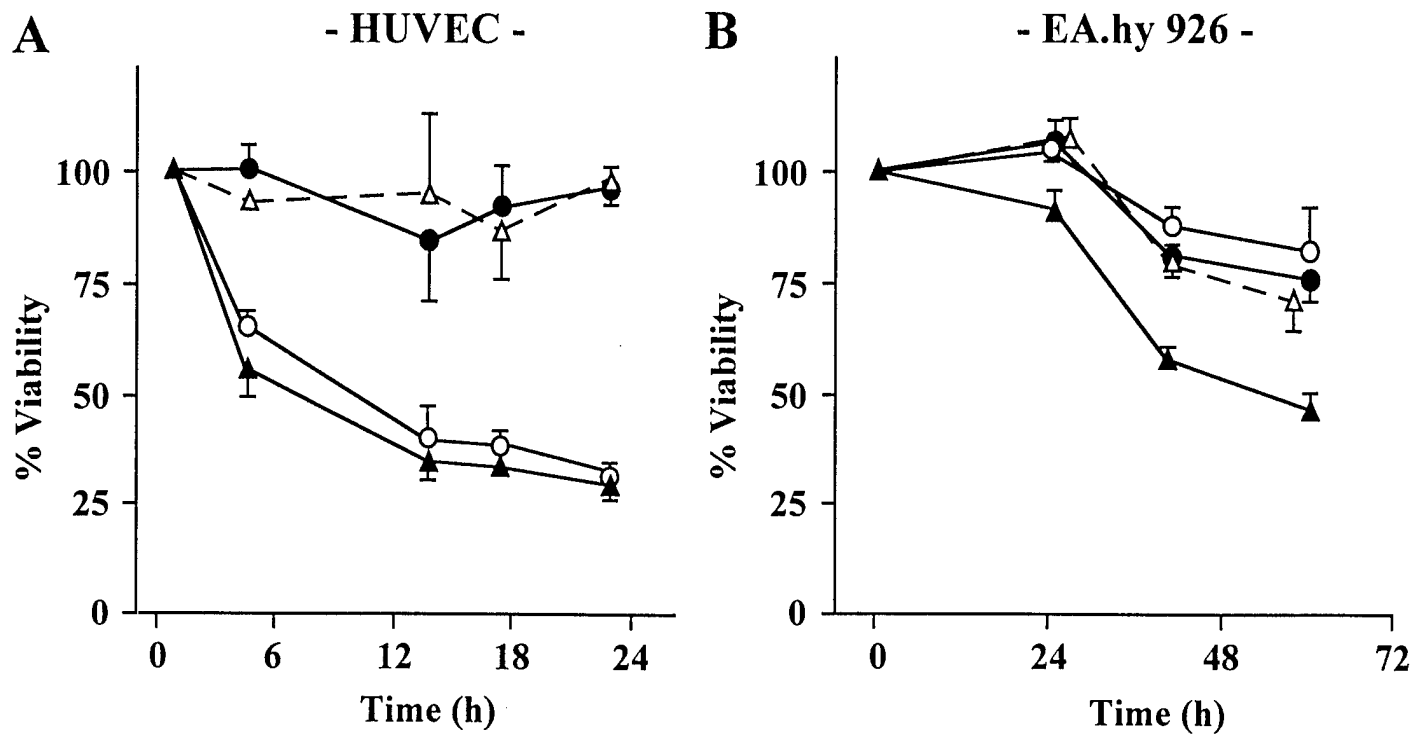 A
- HUVEC -
% Viability
100
75
50
25
0
0 6 12 18 24
Time (h)
B
- EA.hy 926 -
% Viability
100
75
50
25
0
0 24 48 72
Time (h)